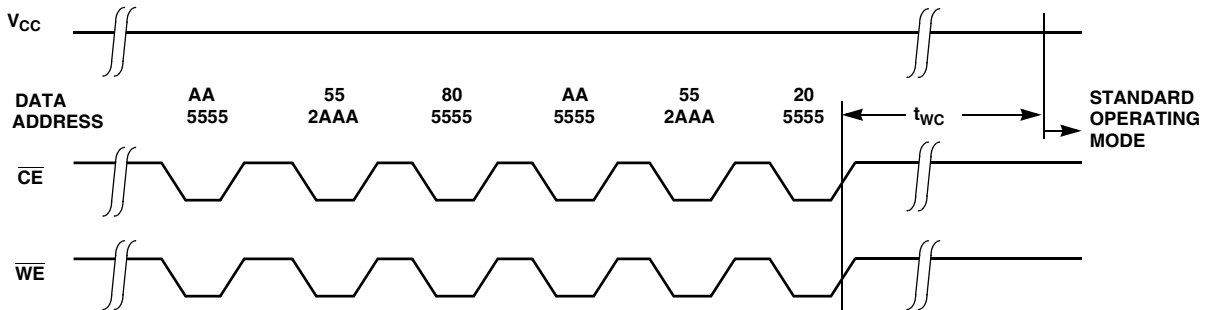 VCC
DATA AA 55 80 AA 55 20
ADDRESS 5555 2AAA 5555 5555 2AAA 5555
tWC
STANDARD
OPERATING
MODE
CE
WE